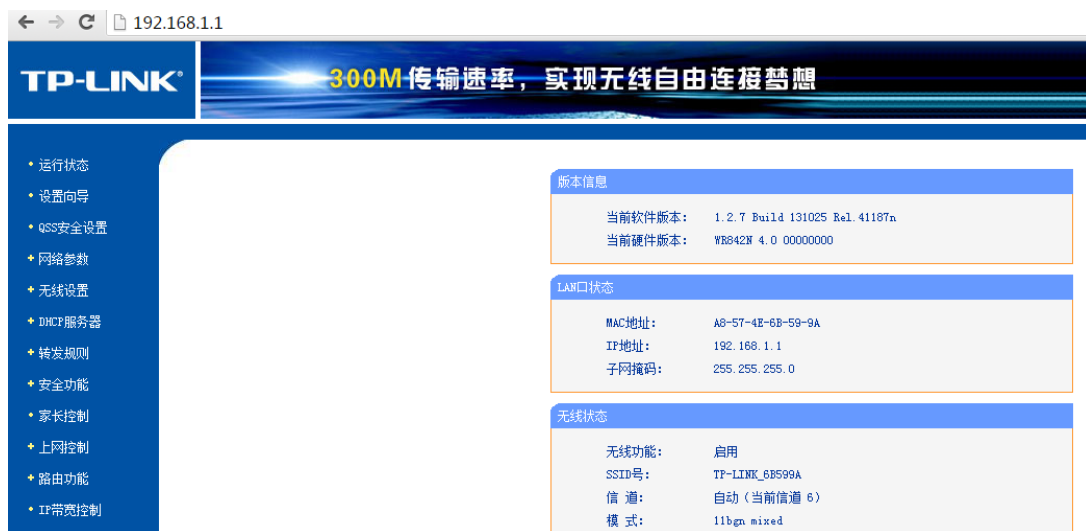 192.168.1.1
TP-LINK®
300M传输速率，实现无线自由连接梦想
运行状态
设置向导
QSS安全设置
网络参数
无线设置
DHCP服务器
转发规则
安全功能
家长控制
上网控制
路由功能
IP带宽控制
版本信息
当前软件版本： 1.2.7 Build 131025 Rel.41187n
当前硬件版本： WR842N 4.0 00000000
LAN口状态
MAC地址： A8-57-4E-6B-59-9A
IP地址： 192.168.1.1
子网掩码： 255.255.255.0
无线状态
无线功能： 启用
SSID号： TP-LINK_6B599A
信 道： 自动（当前信道 6）
模 式： 11bgn mixed